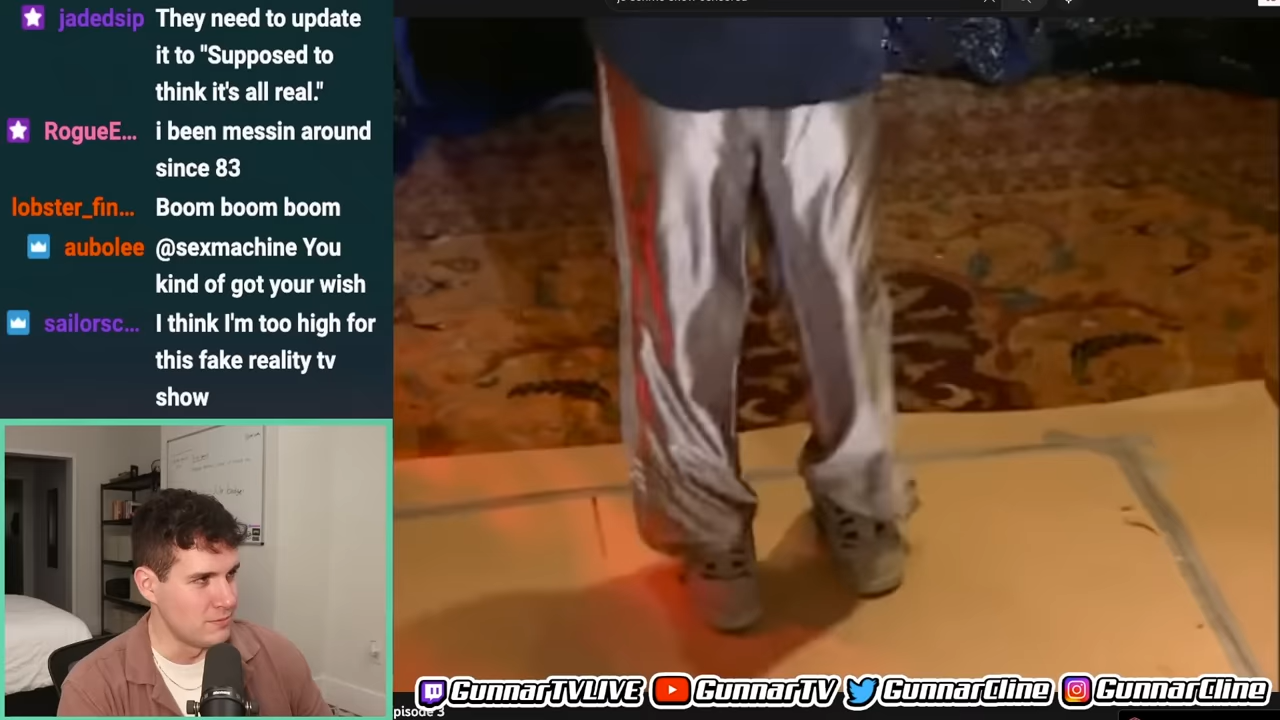 jadedsip They need to update
it to "Supposed to
think it's all real."
RogueE... i been messin around
since 83
lobster_fin... Boom boom boom
aubolee @sexmachine You
kind of got your wish
sailorsc... I think I'm too high for
this fake reality tv
show
GunnarTVLIVE GunnarTV GunnarCline GunnarCline
pisode 3